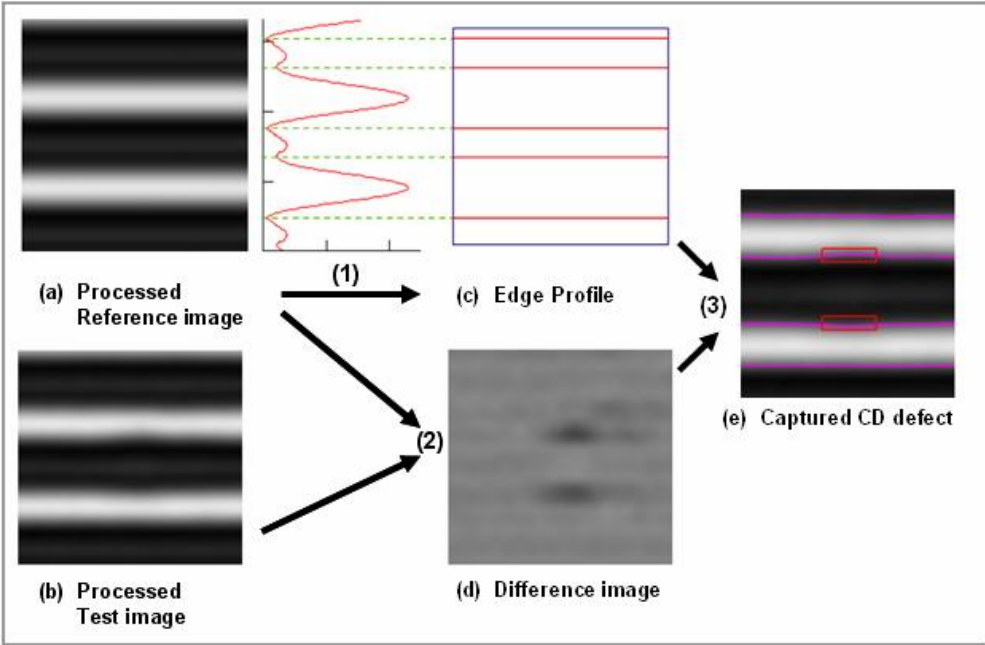 (1)
(a) Processed
Reference image
(c) Edge Profile
(3)
(2)
(e) Captured CD defect
(b) Processed
Test image
(d) Difference image